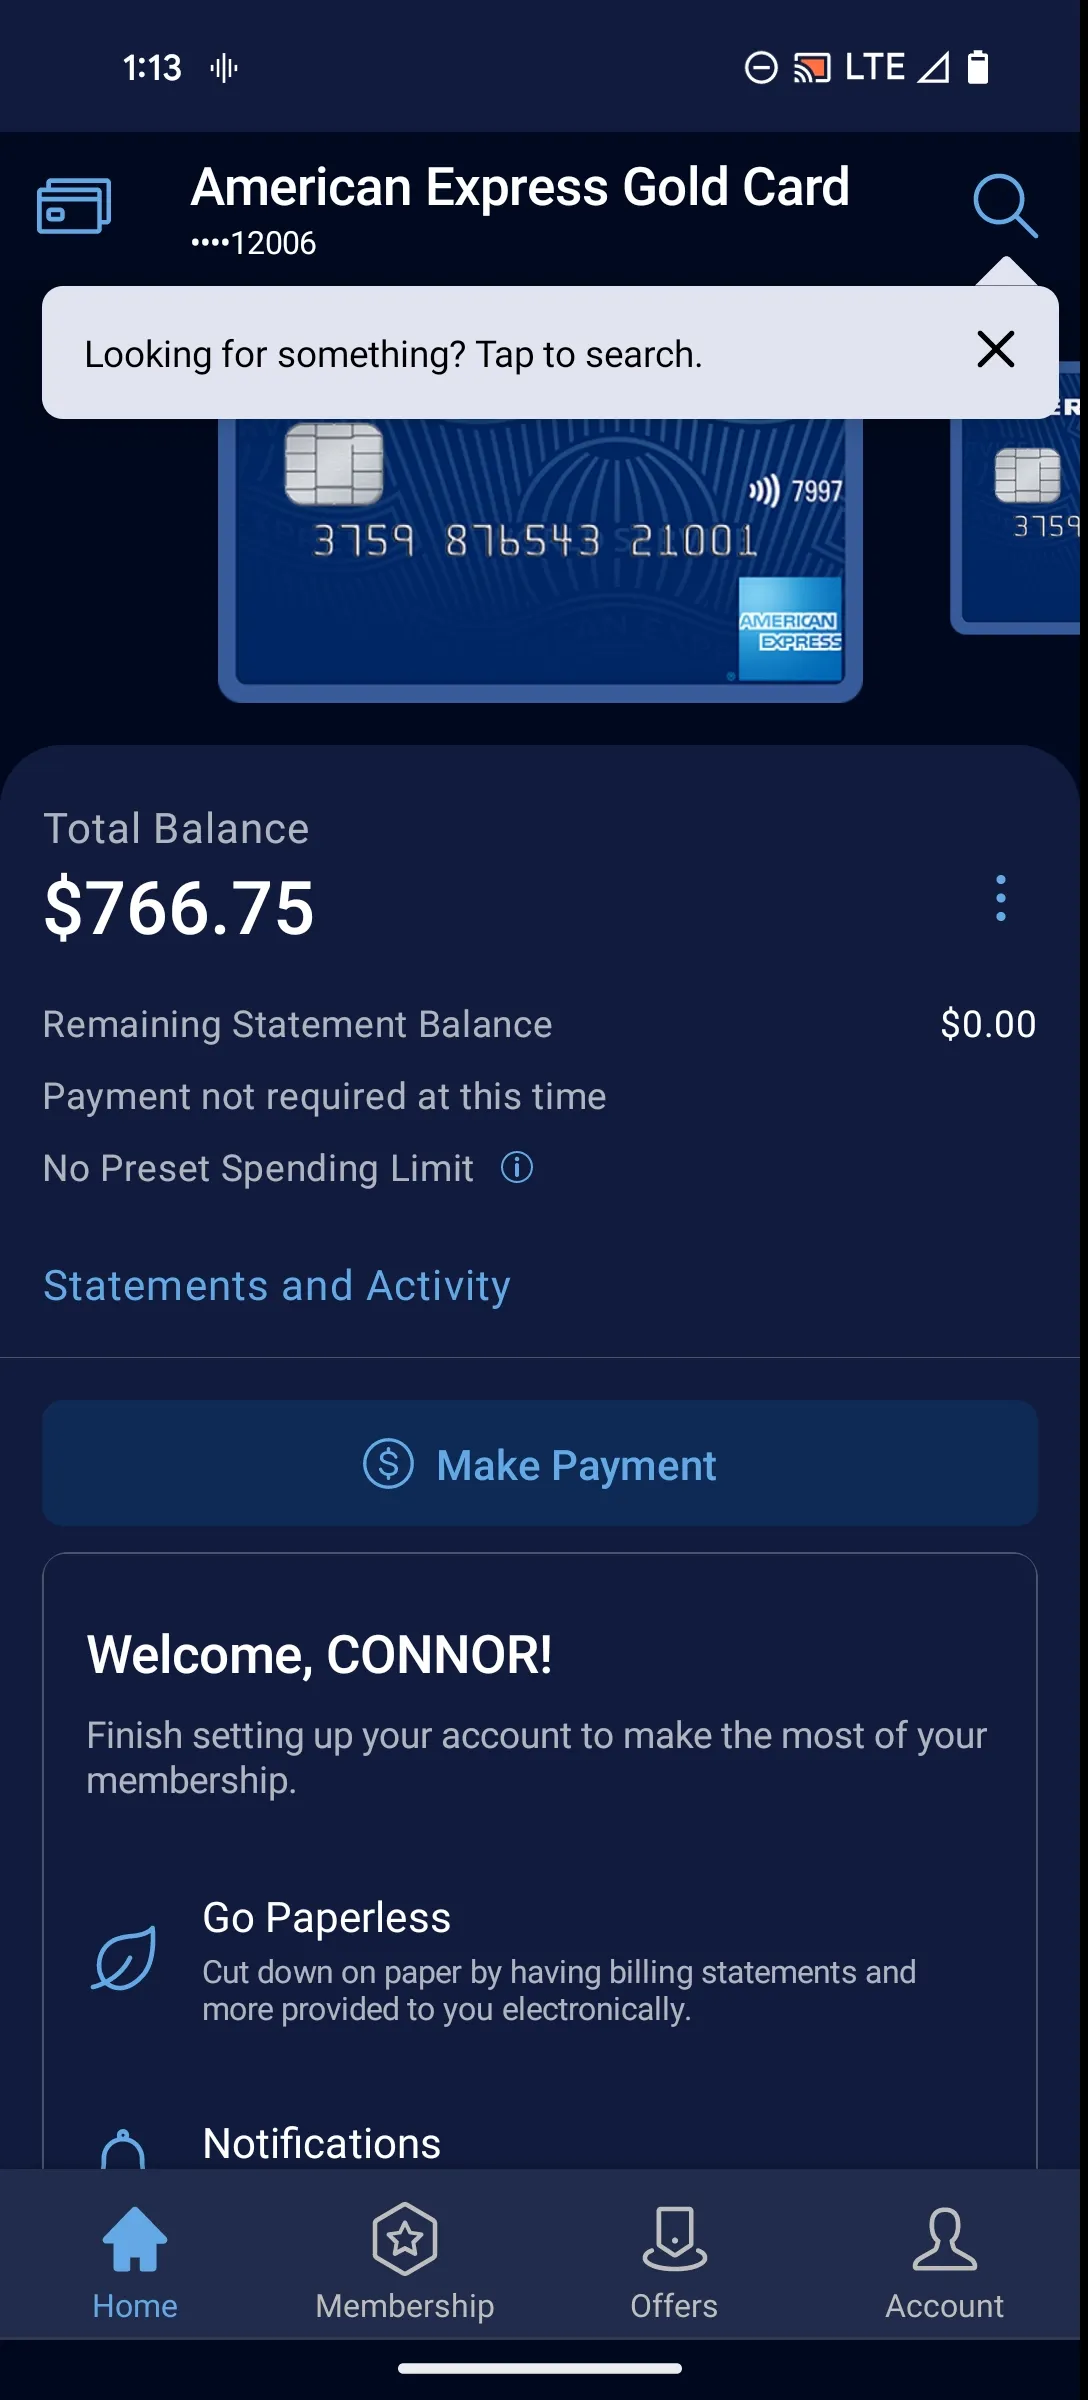 1:13 LTE
American Express Gold Card
••••12006
Looking for something? Tap to search.
7997
3759 876543 21001
AMERICAN
EXPRESS
®
ER
3759
Total Balance
$766.75
Remaining Statement Balance $0.00
Payment not required at this time
No Preset Spending Limit
Statements and Activity
Make Payment
Welcome, CONNOR!
Finish setting up your account to make the most of your
membership.
Go Paperless
Cut down on paper by having billing statements and
more provided to you electronically.
Notifications
Home Membership Offers Account